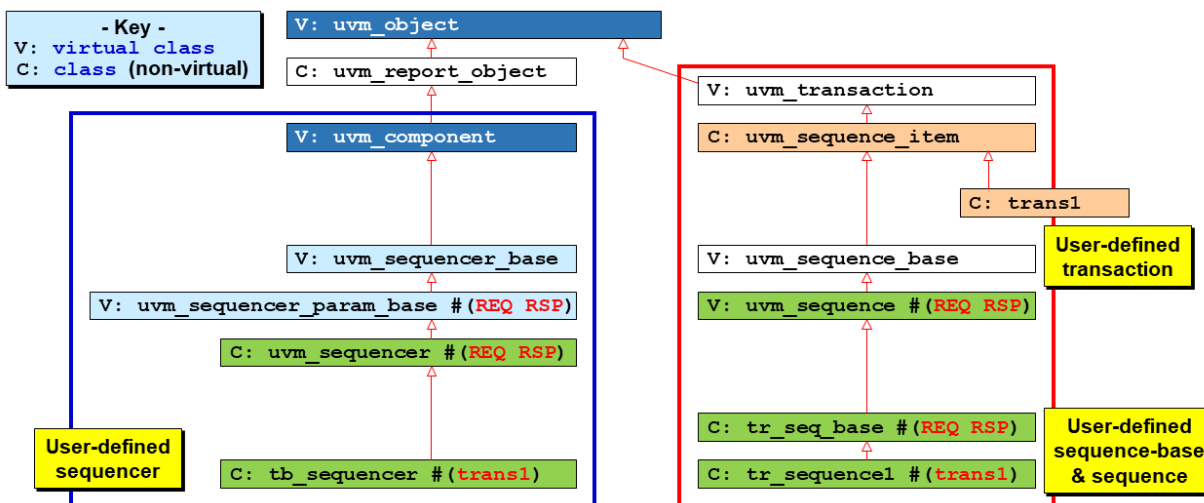 - Key -
V: virtual class
C: class (non-virtual)
V: uvm_object
C: uvm_report_object
V: uvm_transaction
V: uvm_component
C: uvm_sequence_item
C: trans1
User-defined
transaction
V: uvm_sequencer_base
V: uvm_sequence_base
V: uvm_sequencer_param_base #(REQ RSP)
V: uvm_sequence #(REQ RSP)
C: uvm_sequencer #(REQ RSP)
C: tr_seq_base #(REQ RSP)
User-defined
sequencer
C: tb_sequencer #(trans1)
C: tr_sequence1 #(trans1)
User-defined
sequence-base
& sequence